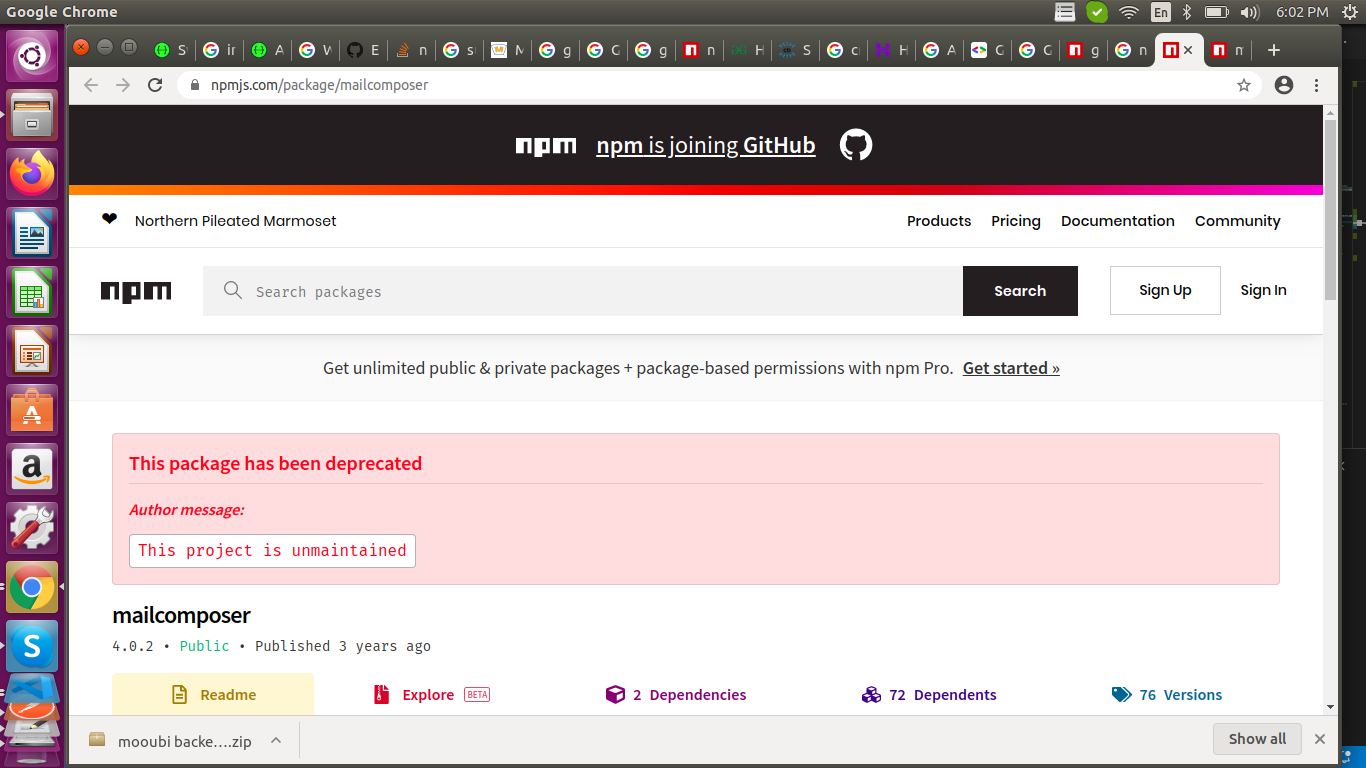 Google Chrome
En
6:02 PM
npmjs.com/package/mailcomposer
npm npm is joining GitHub
❤ Northern Pileated Marmoset
Products Pricing Documentation Community
npm Search packages Search Sign Up Sign In
Get unlimited public & private packages + package-based permissions with npm Pro. Get started »
This package has been deprecated
Author message:
This project is unmaintained
mailcomposer
4.0.2 • Public • Published 3 years ago
Readme Explore BETA 2 Dependencies 72 Dependents 76 Versions
mooubi backe....zip
Show all